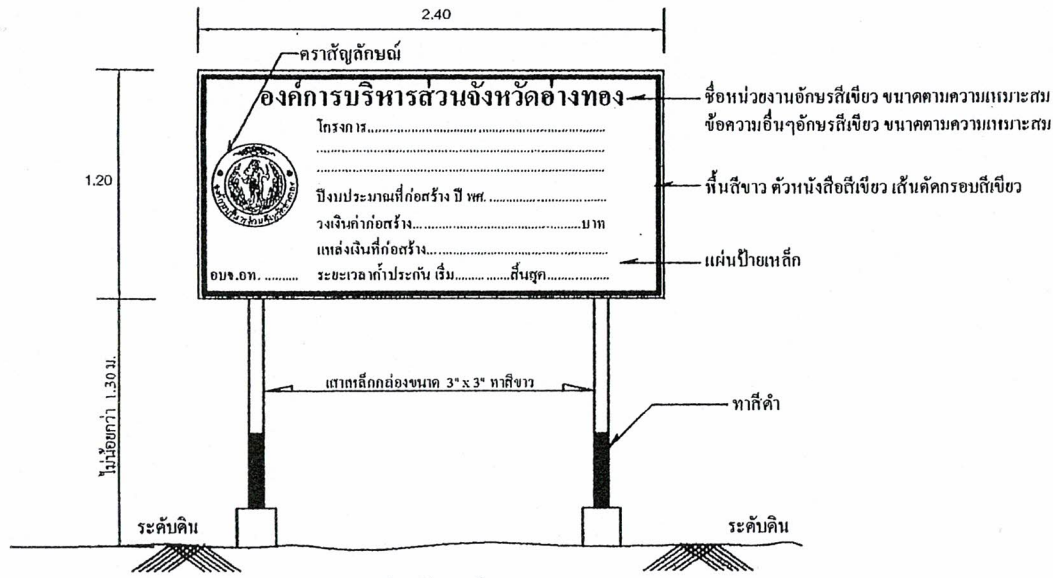 2.40
ตราสัญลักษณ์
องค์การบริหารส่วนจังหวัดอ่างทอง
ชื่อหน่วยงานอักษรสีเขียว ขนาดตามความเหมาะสม
ข้อความอื่นๆอักษรสีเขียว ขนาดตามความเหมาะสม
โครงการ................................................................
................................................................
................................................................
1.20
ปีงบประมาณที่ก่อสร้าง ปี พศ. ..............................
พื้นสีขาว ตัวหนังสือสีเขียว เส้นตัดกรอบสีเขียว
วงเงินค่าก่อสร้าง.............................................บาท
แหล่งเงินที่ก่อสร้าง..............................................
แผ่นป้ายเหล็ก
อบจ.อท. ..........
ระยะเวลาค้ำประกัน เริ่ม...............สิ้นสุด.................
เสาเหล็กกล่องขนาด 3" x 3" ทาสีขาว
ไม่น้อยกว่า 1.30 ม.
ทาสีดำ
ระดับดิน
ระดับดิน